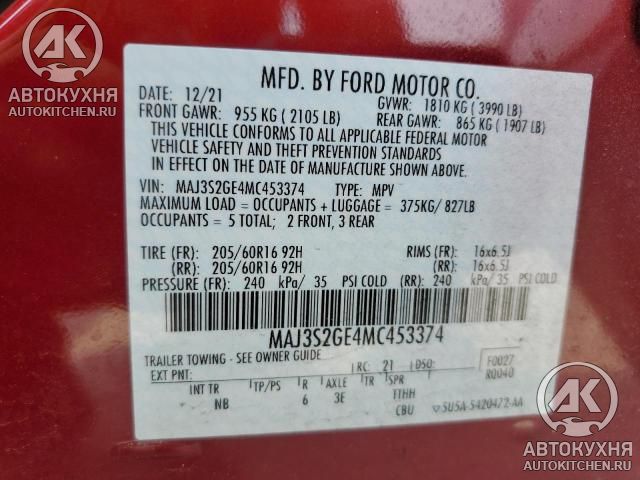 АК
АВТОКУХНЯ
AUTOKITCHEN.RU
MFD. BY FORD MOTOR CO.
DATE: 12/21 GVWR: 1810 KG ( 3990 LB)
FRONT GAWR: 955 KG ( 2105 LB) REAR GAWR: 865 KG ( 1907 LB)
THIS VEHICLE CONFORMS TO ALL APPLICABLE FEDERAL MOTOR
VEHICLE SAFETY AND THEFT PREVENTION STANDARDS
IN EFFECT ON THE DATE OF MANUFACTURE SHOWN ABOVE.
VIN: MAJ3S2GE4MC453374 TYPE: MPV
MAXIMUM LOAD = OCCUPANTS + LUGGAGE = 375KG/ 827LB
OCCUPANTS = 5 TOTAL; 2 FRONT, 3 REAR
TIRE (FR): 205/60R16 92H RIMS (FR): 16x6.5J
(RR): 205/60R16 92H (RR): 16x6.5J
PRESSURE (FR): 240 kPa/ 35 PSI COLD (RR): 240 kPa/ 35 PSI COLD
MAJ3S2GE4MC453374
TRAILER TOWING - SEE OWNER GUIDE
EXT PNT: RC: 21 DSO: F0027
R0040
INT TR TP/PS R AXLE TR SPR
NB 6 3E TTHH
CBU 5U5A-5420472-AA
АК
АВТОКУХНЯ
AUTOKITCHEN.RU